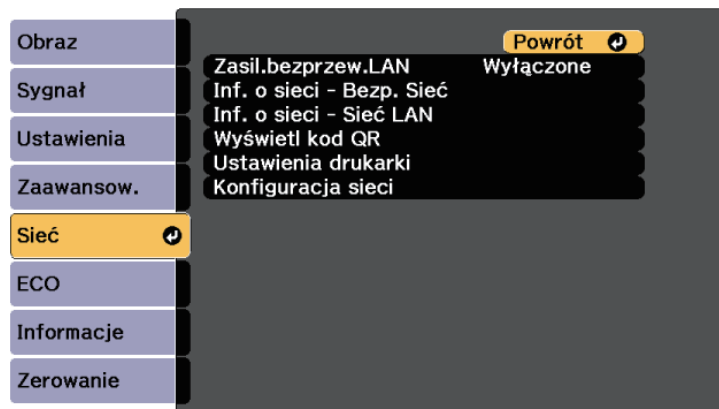 Obraz
Sygnał
Ustawienia
Zaawansow.
Sieć
ECO
Informacje
Zerowanie
Powrót
Zasil.bezprzew.LAN Wyłączone
Inf. o sieci - Bezp. Sieć
Inf. o sieci - Sieć LAN
Wyświetl kod QR
Ustawienia drukarki
Konfiguracja sieci